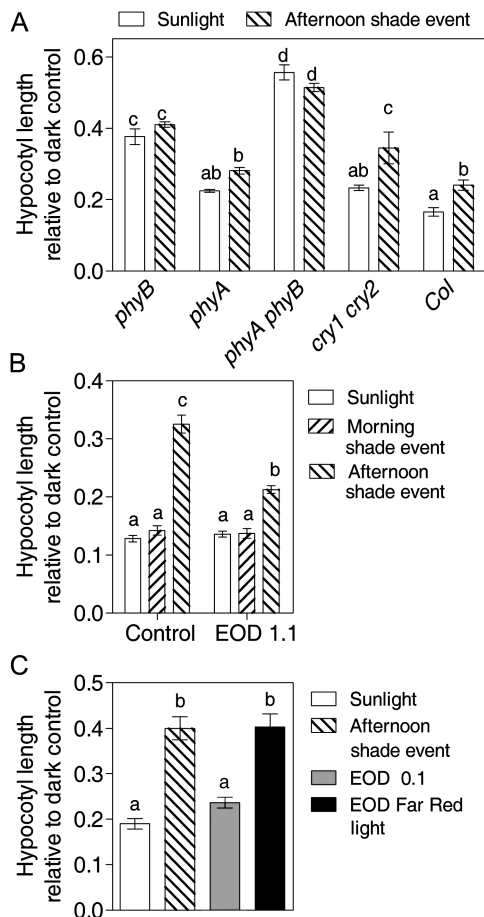 A
Sunlight
Afternoon shade event
Hypocotyl length
relative to dark control
0.6
0.4
0.2
0.0
c
c
ab
b
d
d
ab
c
a
b
phyB
phyA
phyA phyB
cry1 cry2
Col
B
Hypocotyl length
relative to dark control
0.4
0.3
0.2
0.1
0.0
a
a
c
a
a
b
Control
EOD 1.1
Sunlight
Morning
shade event
Afternoon
shade event
C
Hypocotyl length
relative to dark control
0.5
0.4
0.3
0.2
0.1
0.0
a
b
a
b
Sunlight
Afternoon
shade event
EOD 0.1
EOD Far Red
light